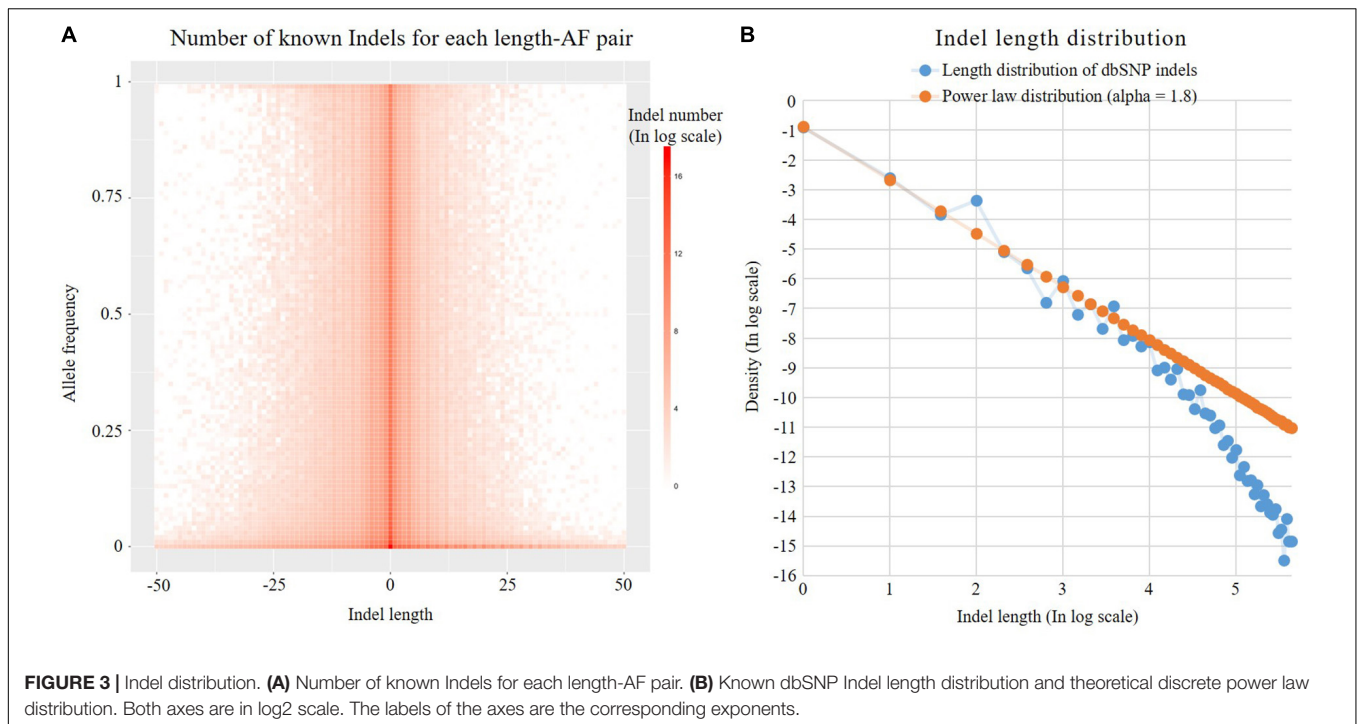 A
Number of known Indels for each length-AF pair
Indel number
(In log scale)
16
12
8
4
0
1
0.75
0.5
0.25
0
Allele frequency
-50
-25
0
25
50
Indel length
B
Indel length distribution
Length distribution of dbSNP indels
Power law distribution (alpha = 1.8)
0
-1
-2
-3
-4
-5
-6
-7
-8
-9
-10
-11
-12
-13
-14
-15
-16
Density (In log scale)
0
1
2
3
4
5
Indel length (In log scale)
FIGURE 3 | Indel distribution. (A) Number of known Indels for each length-AF pair. (B) Known dbSNP Indel length distribution and theoretical discrete power law
distribution. Both axes are in log2 scale. The labels of the axes are the corresponding exponents.